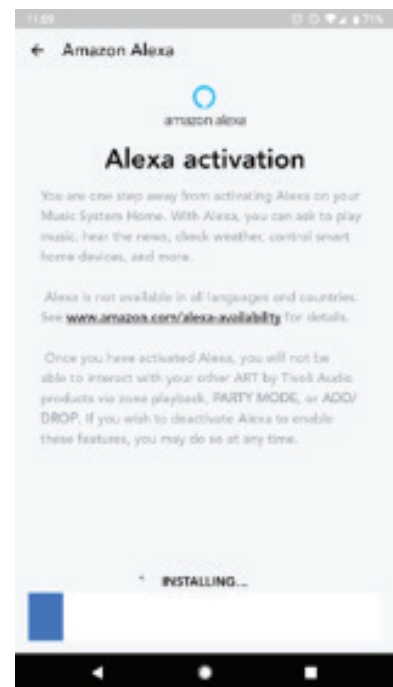 11:09
71%
Amazon Alexa
amazon alexa
Alexa activation
You are one step away from activating Alexa on your
Music System Home. With Alexa, you can ask to play
music, hear the news, check weather, control smart
home devices, and more.
Alexa is not available in all languages and countries.
See www.amazon.com/alexa-availability for details.
Once you have activated Alexa, you will not be
able to interact with your other ART by Tivoli Audio
products via zone playback, PARTY MODE, or ADD/
DROP. If you wish to deactivate Alexa to enable
these features, you may do so at any time.
INSTALLING...